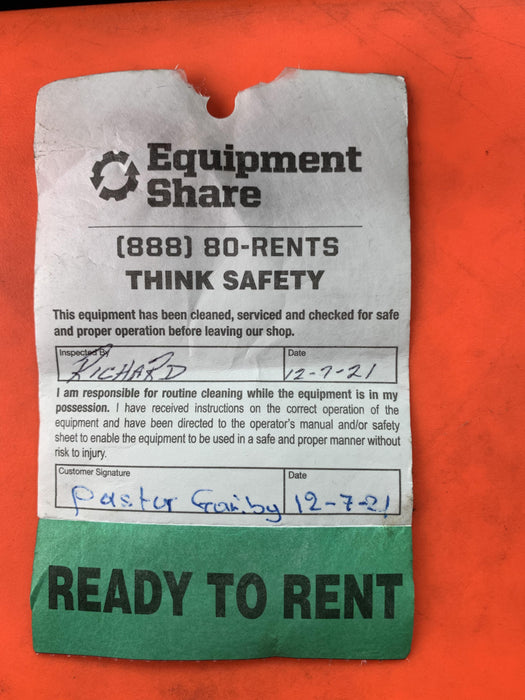 Equipment
Share
(888) 80-RENTS
THINK SAFETY
This equipment has been cleaned, serviced and checked for safe
and proper operation before leaving our shop.
Inspected By
Date
RICHARD
12-7-21
I am responsible for routine cleaning while the equipment is in my
possession. I have received instructions on the correct operation of the
equipment and have been directed to the operator's manual and/or safety
sheet to enable the equipment to be used in a safe and proper manner without
risk to injury.
Customer Signature
Date
Pastor
12-7-21
READY TO RENT